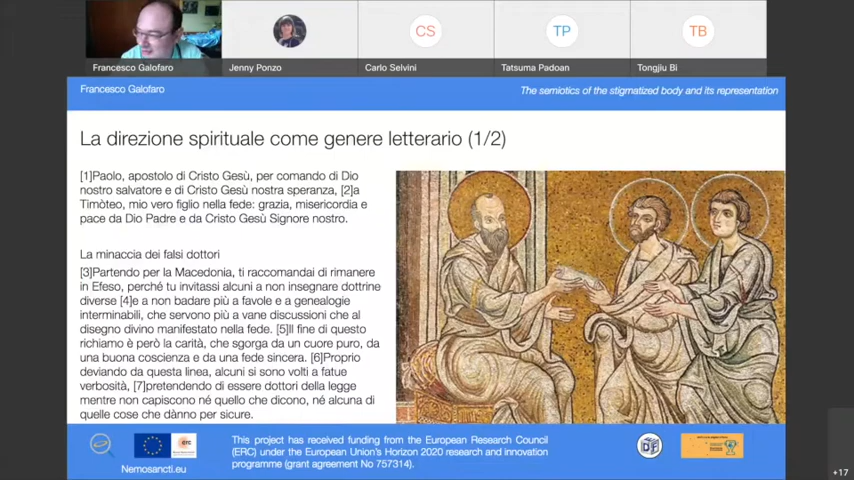 CS
TP
TB
Francesco Galofaro
Jenny Ponzo
Carlo Selvini
Tatsuma Padoan
Tongjiu Bi
Francesco Galofaro
The semiotics of the stigmatized body and its representation
La direzione spirituale come genere letterario (1/2)
[1]Paolo, apostolo di Cristo Gesù, per comando di Dio
nostro salvatore e di Cristo Gesù nostra speranza, [2]a
Timòteo, mio vero figlio nella fede: grazia, misericordia e
pace da Dio Padre e da Cristo Gesù Signore nostro.
La minaccia dei falsi dottori
[3]Partendo per la Macedonia, ti raccomandai di rimanere
in Efeso, perché tu invitassi alcuni a non insegnare dottrine
diverse [4]e a non badare più a favole e a genealogie
interminabili, che servono più a vane discussioni che al
disegno divino manifestato nella fede. [5]Il fine di questo
richiamo è però la carità, che sgorga da un cuore puro, da
una buona coscienza e da una fede sincera. [6]Proprio
deviando da questa linea, alcuni si sono volti a fatue
verbosità, [7]pretendendo di essere dottori della legge
mentre non capiscono né quello che dicono, né alcuna di
quelle cose che dànno per sicure.
erc
Nemosancti.eu
This project has received funding from the European Research Council
(ERC) under the European Union's Horizon 2020 research and innovation
programme (grant agreement No 757314).
+17